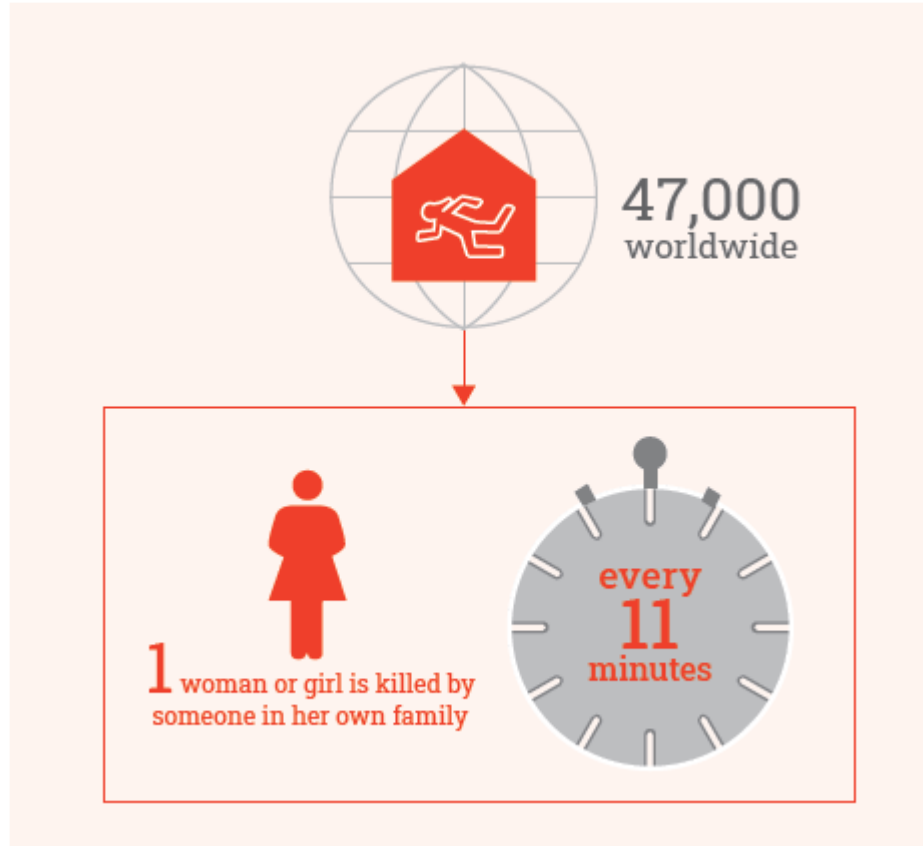 47,000
worldwide
1 woman or girl is killed by
someone in her own family
every
11
minutes